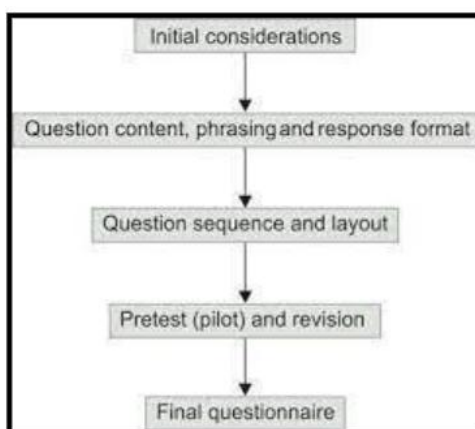 Initial considerations
Question content, phrasing and response format
Question sequence and layout
Pretest (pilot) and revision
Final questionnaire